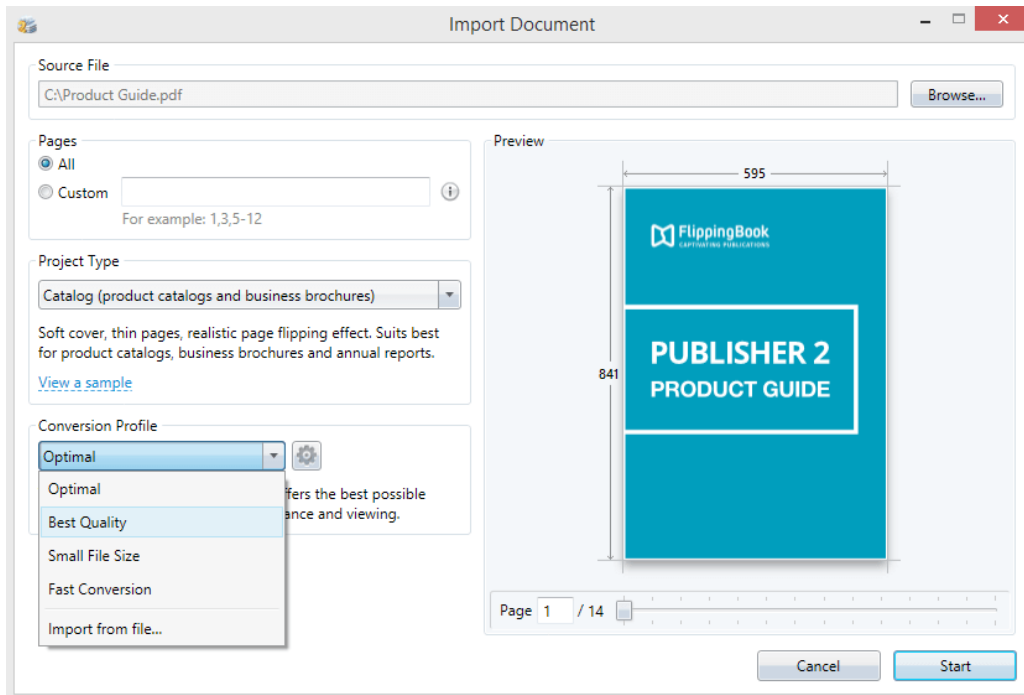 Import Document
Source File
C:\Product Guide.pdf
Browse...
Pages
All
Custom
For example: 1,3,5-12
Project Type
Catalog (product catalogs and business brochures)
Soft cover, thin pages, realistic page flipping effect. Suits best
for product catalogs, business brochures and annual reports.
View a sample
Conversion Profile
Optimal
Optimal
fers the best possible
Best Quality
ance and viewing.
Small File Size
Fast Conversion
Import from file...
Preview
595
841
FlippingBook
CAPTIVATING PUBLICATIONS
PUBLISHER 2
PRODUCT GUIDE
Page 1 / 14
Cancel
Start